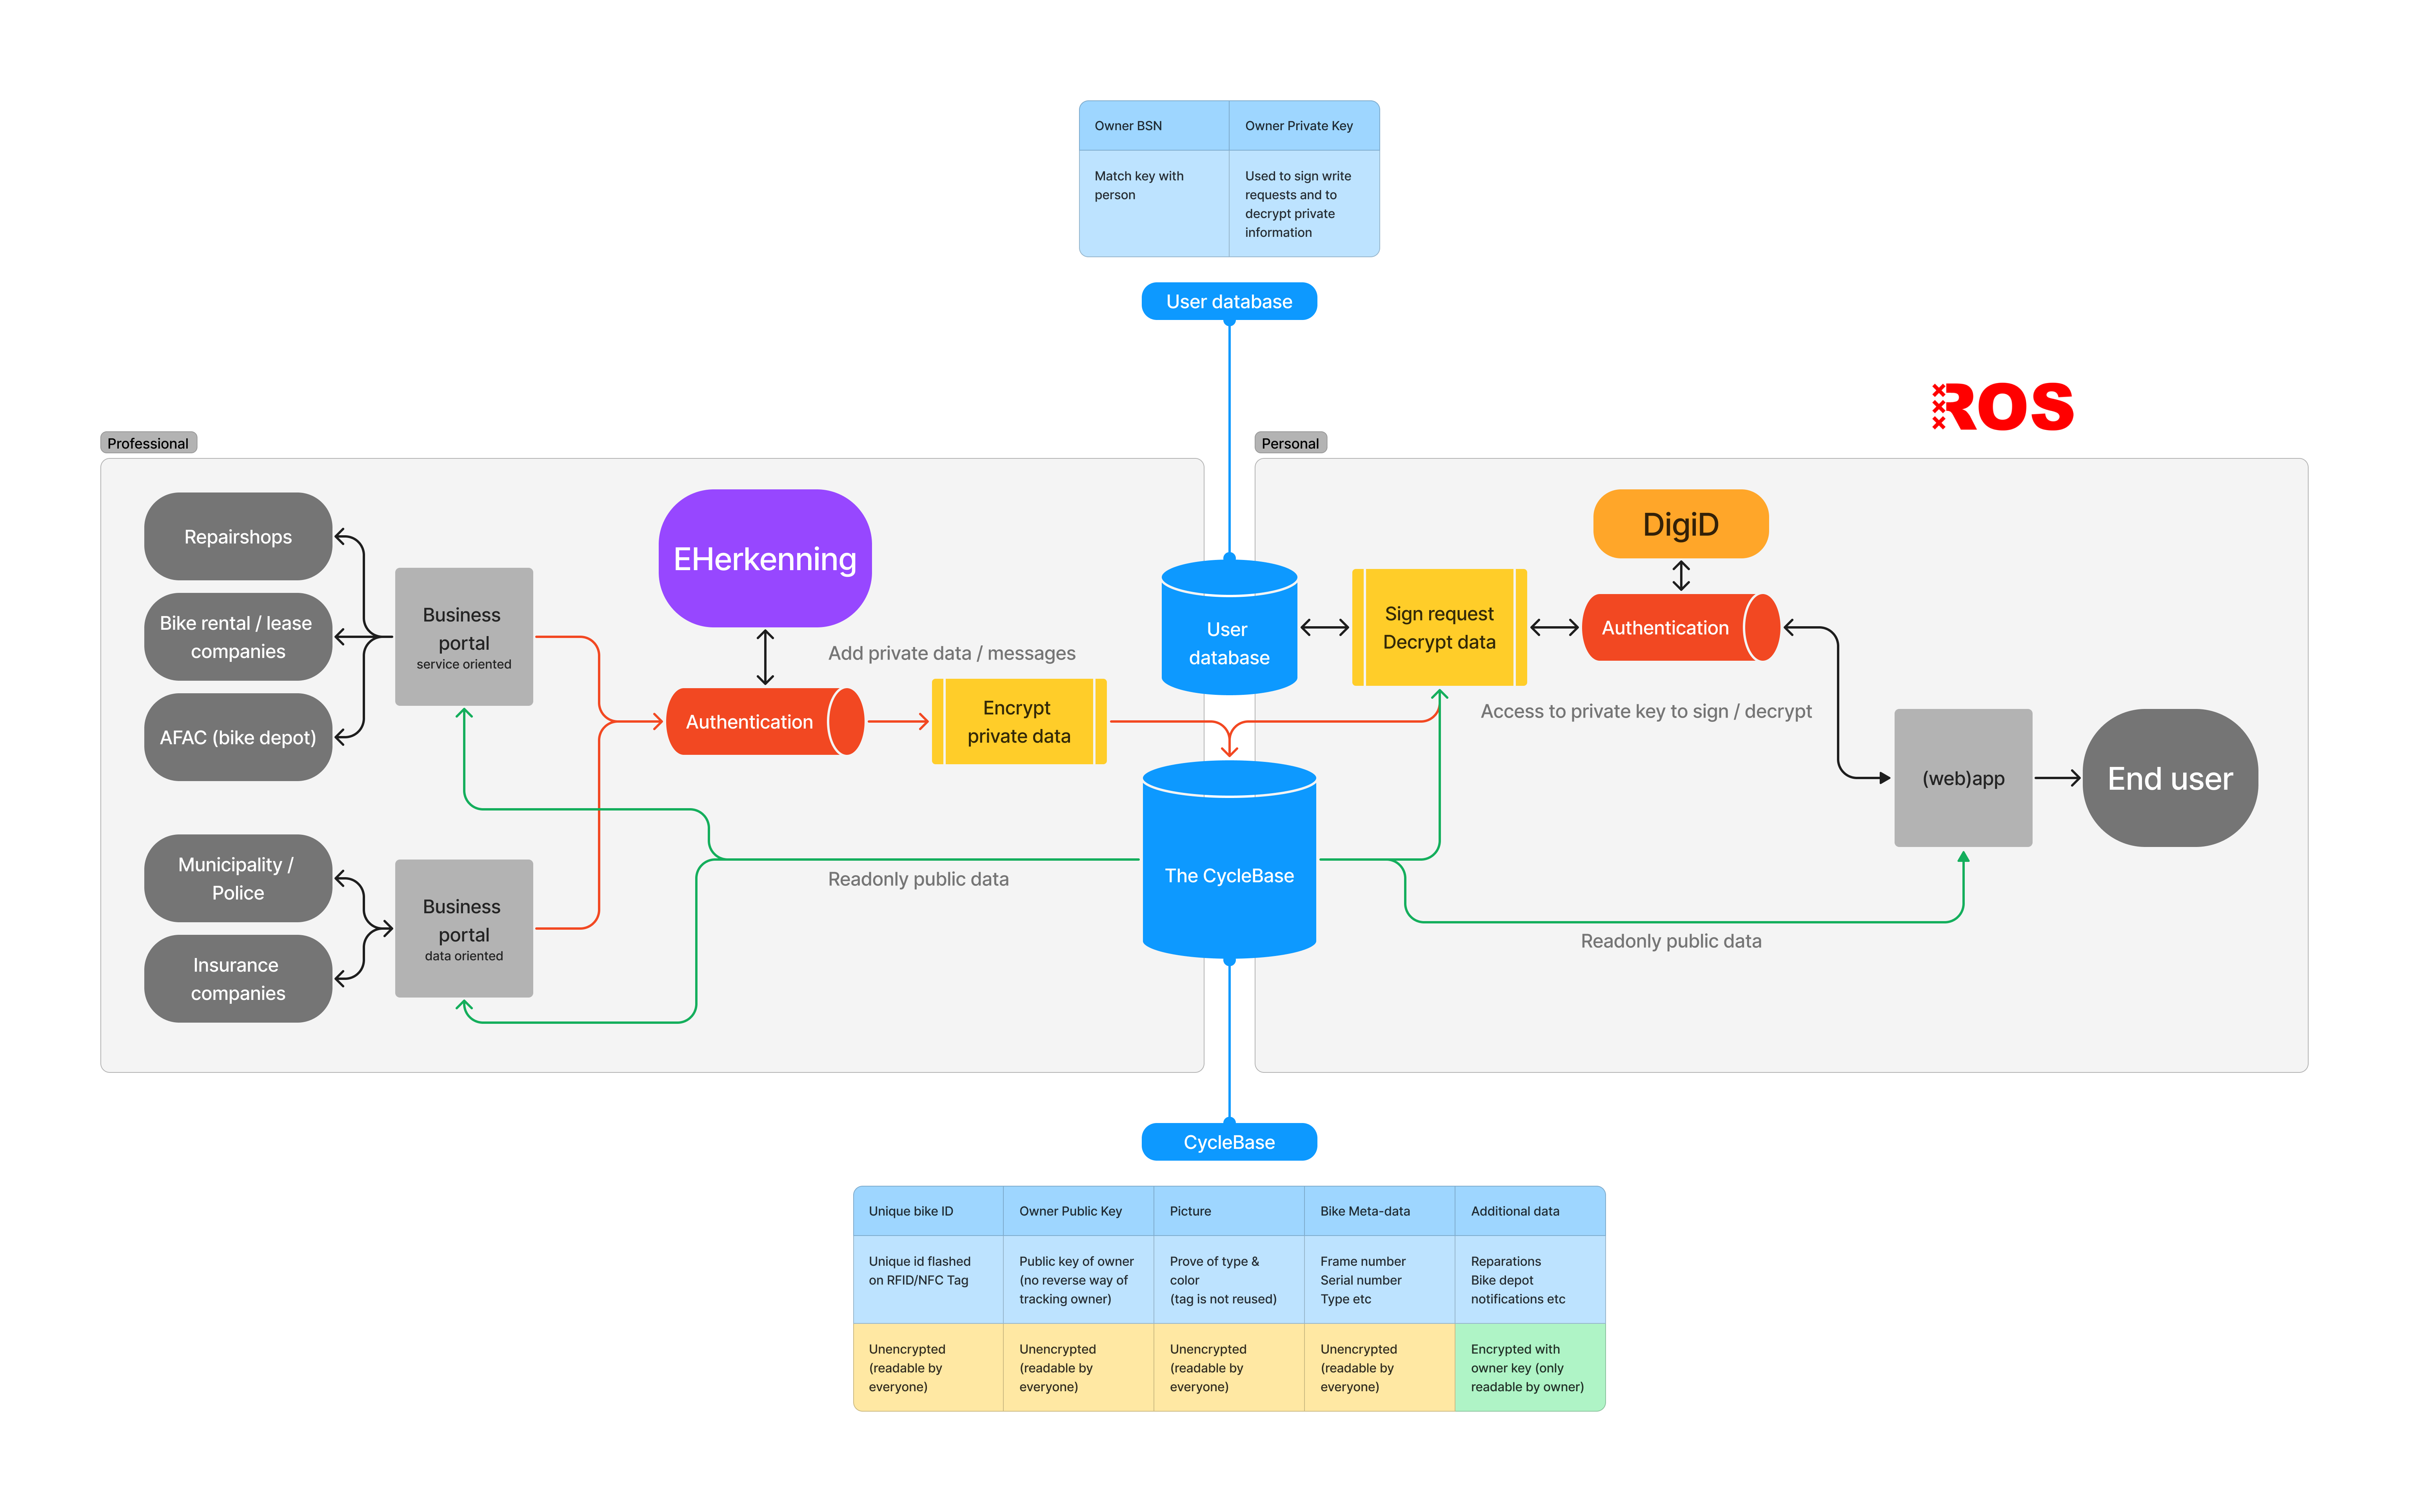 Owner BSN
Owner Private Key
Match key with
person
Used to sign write
requests and to
decrypt private
information
User database
ROS
Professional
Personal
Repairshops
Bike rental / lease
companies
AFAC (bike depot)
Business
portal
service oriented
EHerkenning
Add private data / messages
Authentication
Encrypt
private data
Municipality /
Police
Insurance
companies
Business
portal
data oriented
Readonly public data
User
database
The CycleBase
Sign request
Decrypt data
DigiD
Authentication
Access to private key to sign / decrypt
(web)app
End user
Readonly public data
CycleBase
Unique bike ID
Owner Public Key
Picture
Bike Meta-data
Additional data
Unique id flashed
on RFID/NFC Tag
Public key of owner
(no reverse way of
tracking owner)
Prove of type &
color
(tag is not reused)
Frame number
Serial number
Type etc
Reparations
Bike depot
notifications etc
Unencrypted
(readable by
everyone)
Unencrypted
(readable by
everyone)
Unencrypted
(readable by
everyone)
Unencrypted
(readable by
everyone)
Encrypted with
owner key (only
readable by owner)